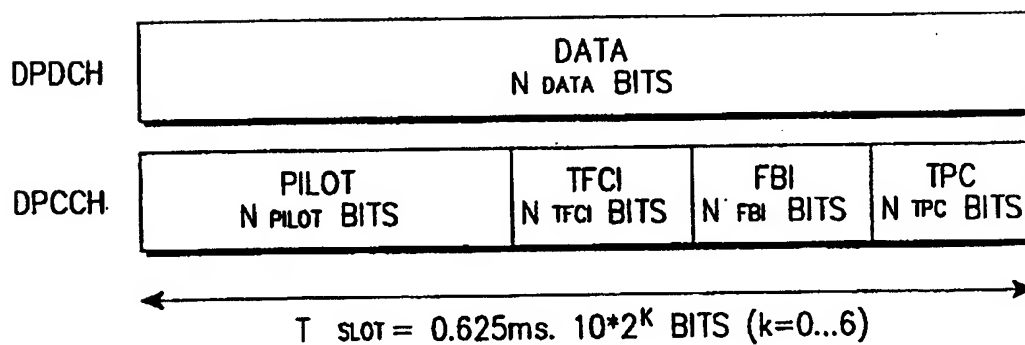 DPDCH
DATA
N DATA BITS
DPCCH
PILOT
N PILOT BITS
TFCI
N TFCI BITS
FBI
N FBI BITS
TPC
N TPC BITS
T SLOT = 0.625ms. 10*2^K BITS (k=0...6)